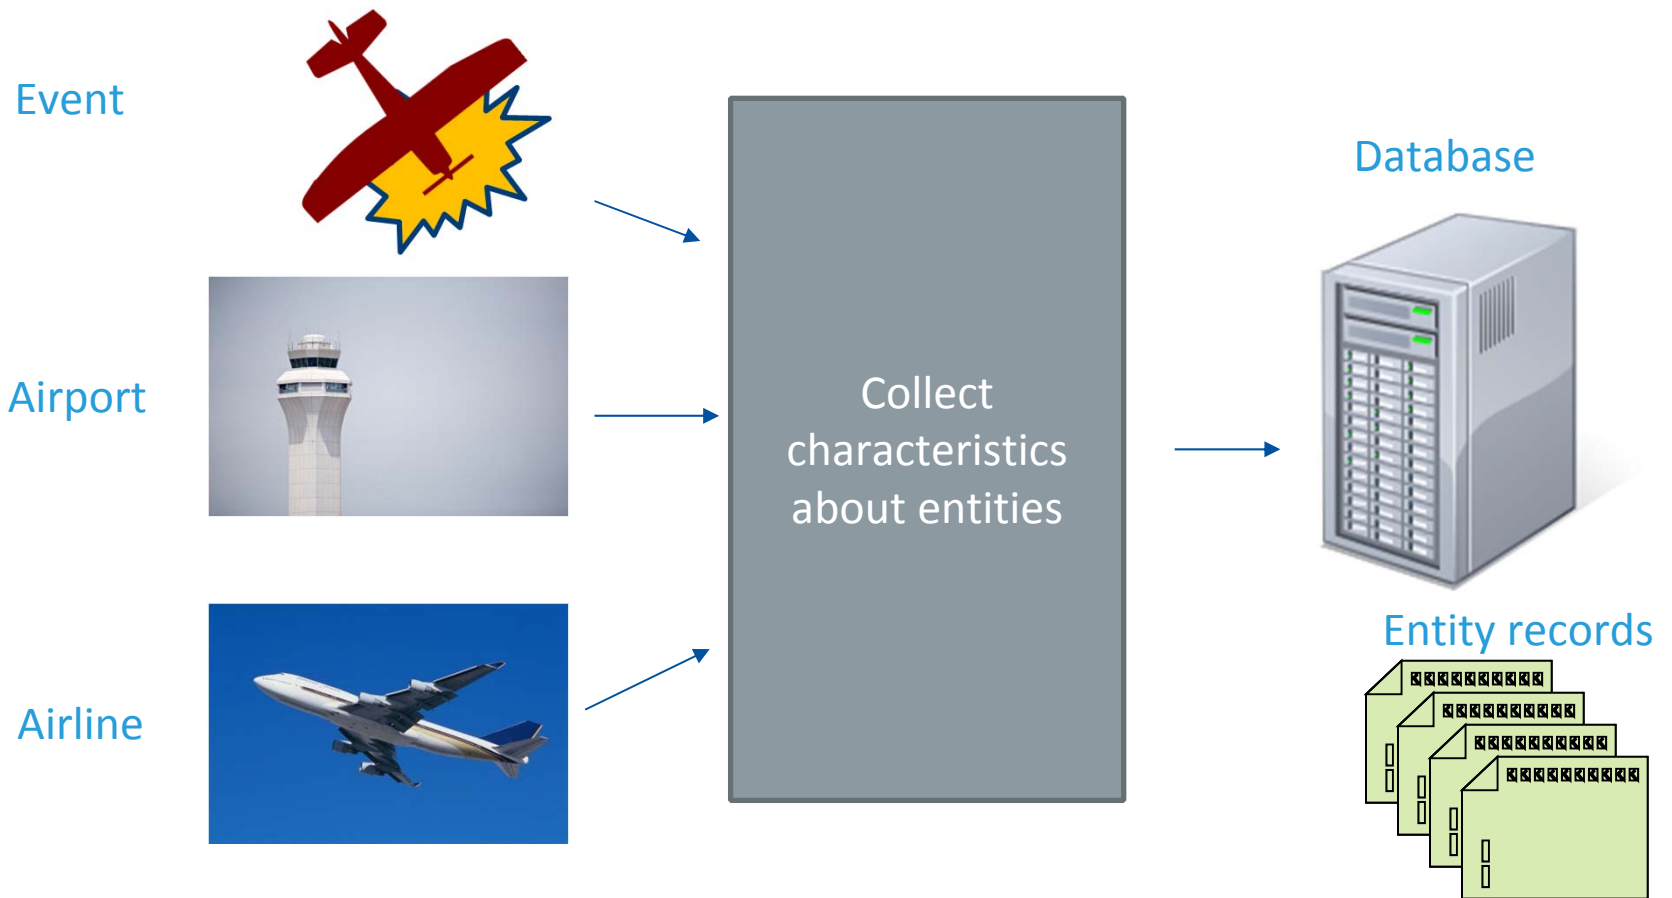 Event
Airport
Airline
Collect
characteristics
about entities
Database
Entity records